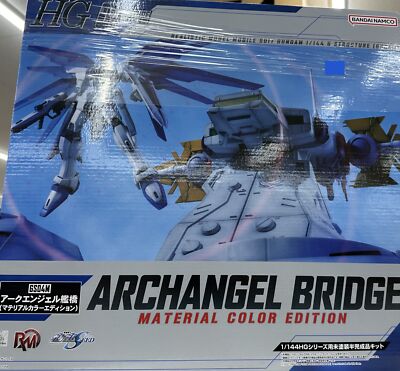 HG
BANDAI NAMCO
REALISTIC MODEL MOBILE SUIT GUNDAM 1/144 G STRUCTURE
GS04M
アークエンジェル艦橋
(マテリアルカラーエディション)
ARCHANGEL BRIDGE
MATERIAL COLOR EDITION
RM
SEED
1/144HGシリーズ用未塗装半完成品キット